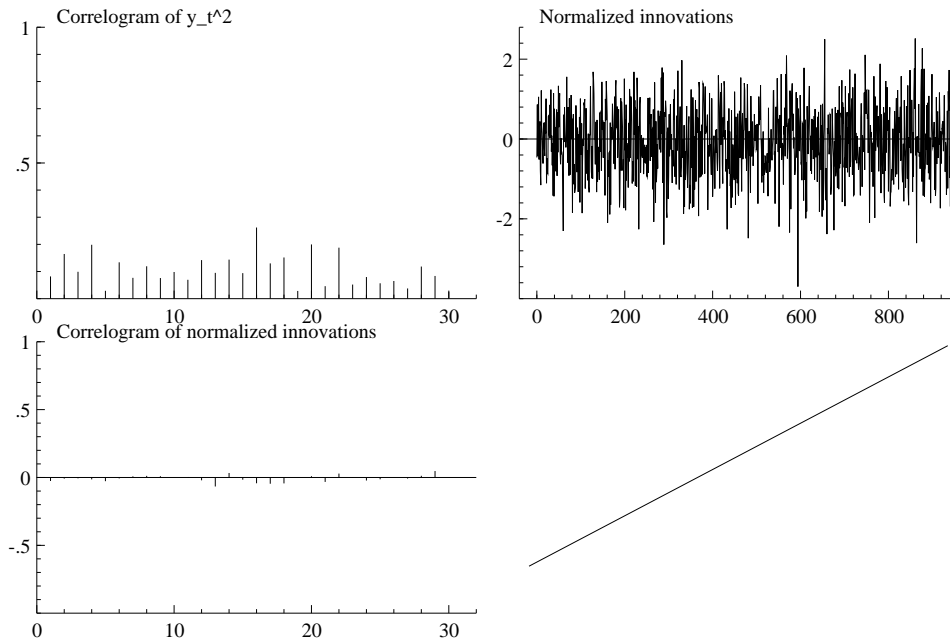 Correlogram of y_t^2
1
.5
0 10 20 30
Normalized innovations
2
0
-2
0 200 400 600 800
Correlogram of normalized innovations
1
.5
0
-.5
0 10 20 30